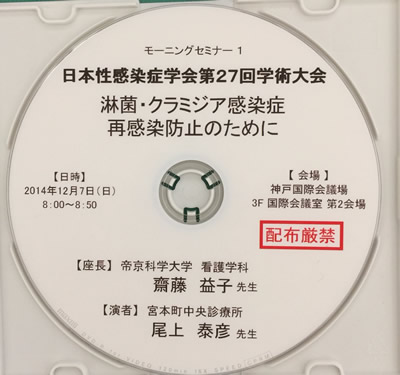 モーニングセミナー 1
日本性感染症学会第27回学術大会
淋菌・クラミジア感染症
再感染防止のために
【日時】
2014年12月7日(日)
8:00～8:50
【 会場 】
神戸国際会議場
3F 国際会議室 第2会場
配布厳禁
【座長】 帝京科学大学 看護学科
齋藤 益子 先生
【演者】 宮本町中央診療所
尾上 泰彦 先生